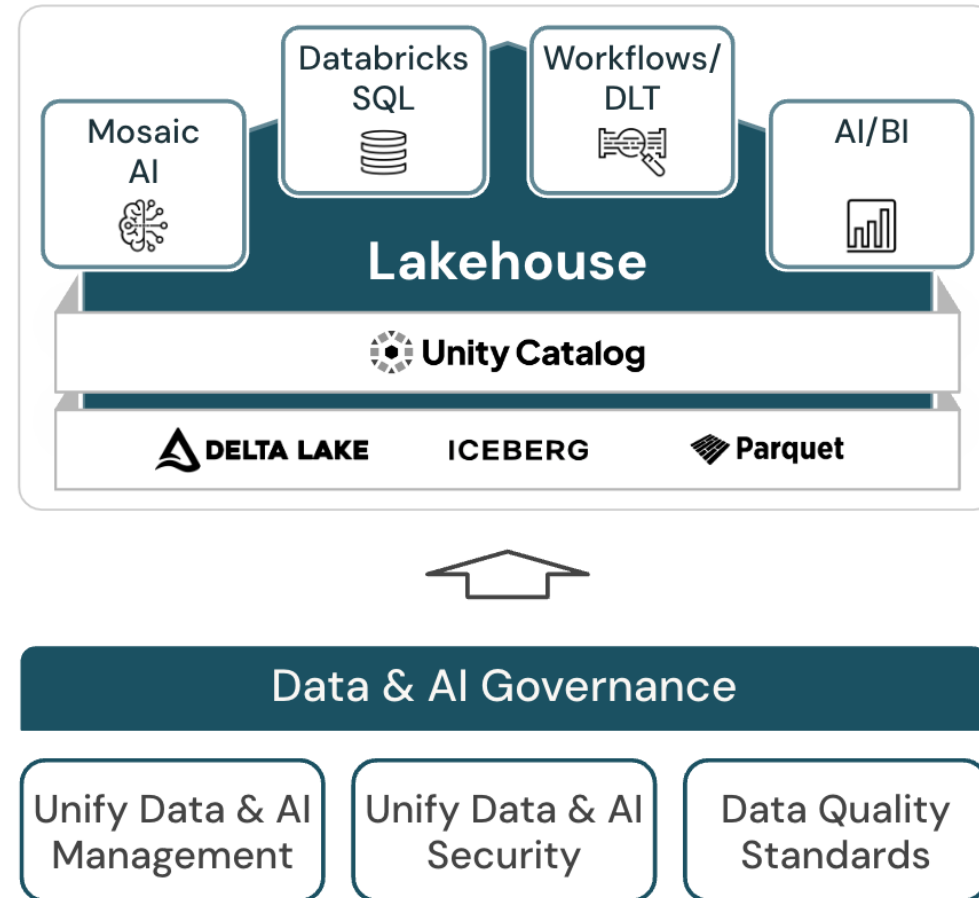 Databricks
SQL
Workflows/
DLT
Mosaic
AI
AI/BI
Lakehouse
Unity Catalog
DELTA LAKE
ICEBERG
Parquet
Data & AI Governance
Unify Data & AI
Management
Unify Data & AI
Security
Data Quality
Standards